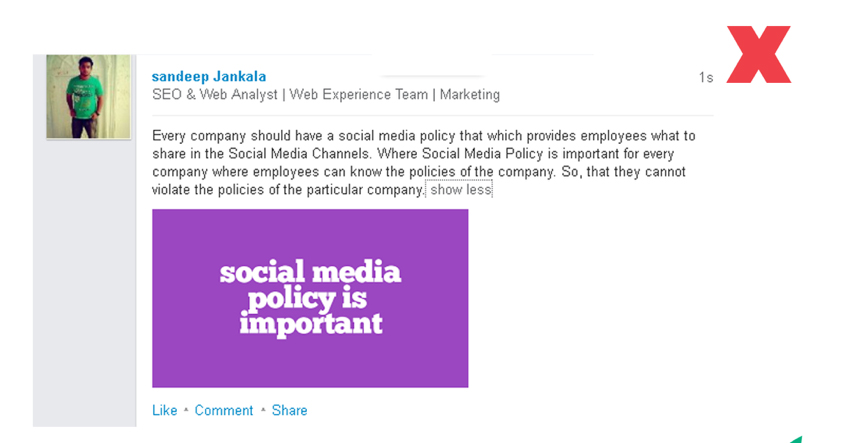 X
sandeep Jankala
1s
SEO & Web Analyst | Web Experience Team | Marketing
Every company should have a social media policy that which provides employees what to
share in the Social Media Channels. Where Social Media Policy is important for every
company where employees can know the policies of the company. So, that they cannot
violate the policies of the particular company. show less
social media
policy is
important
Like Comment Share